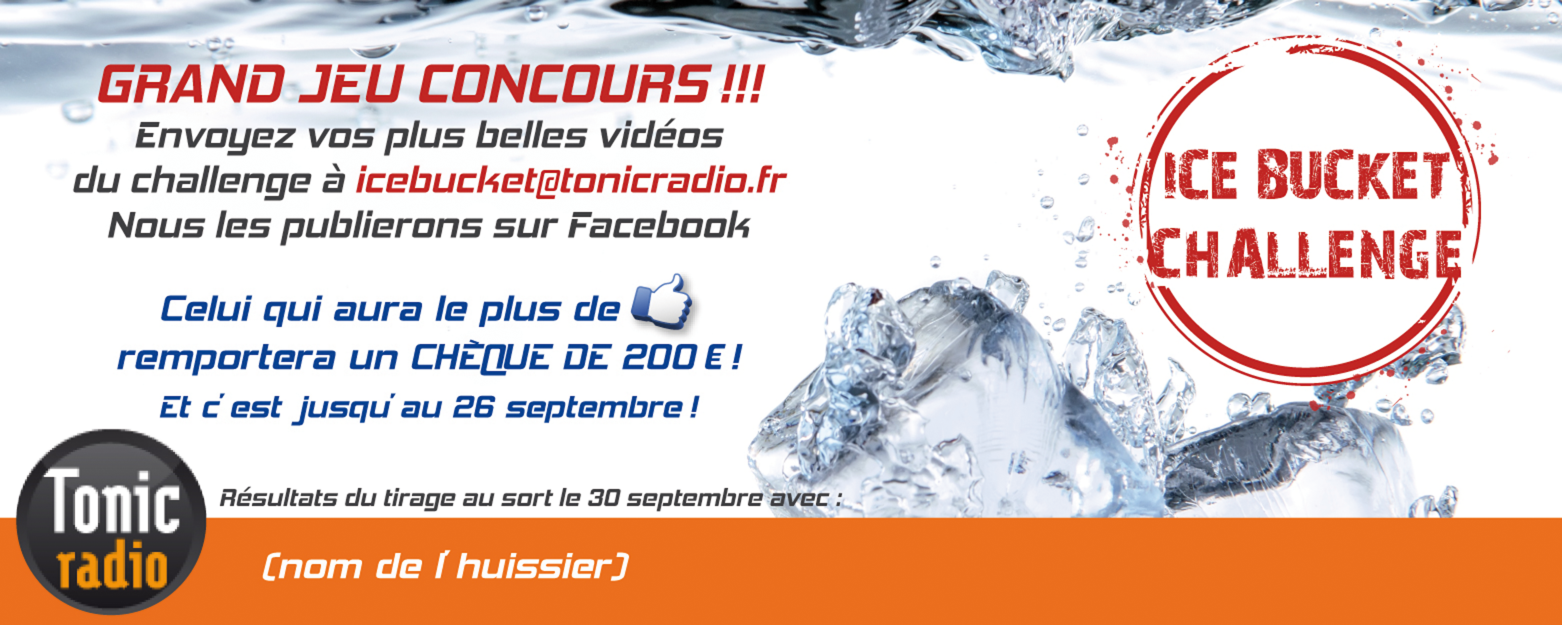 GRAND JEU CONCOURS !!!
Envoyez vos plus belles vidéos
du challenge à icebucket@tonicradio.fr
Nous les publierons sur Facebook
Celui qui aura le plus de
remportera un CHÈQUE DE 200 € !
Et c'est jusqu'au 26 septembre !
ICE BUCKET
CHALLENGE
Résultats du tirage au sort le 30 septembre avec :
Tonic
radio
(nom de l'huissier)